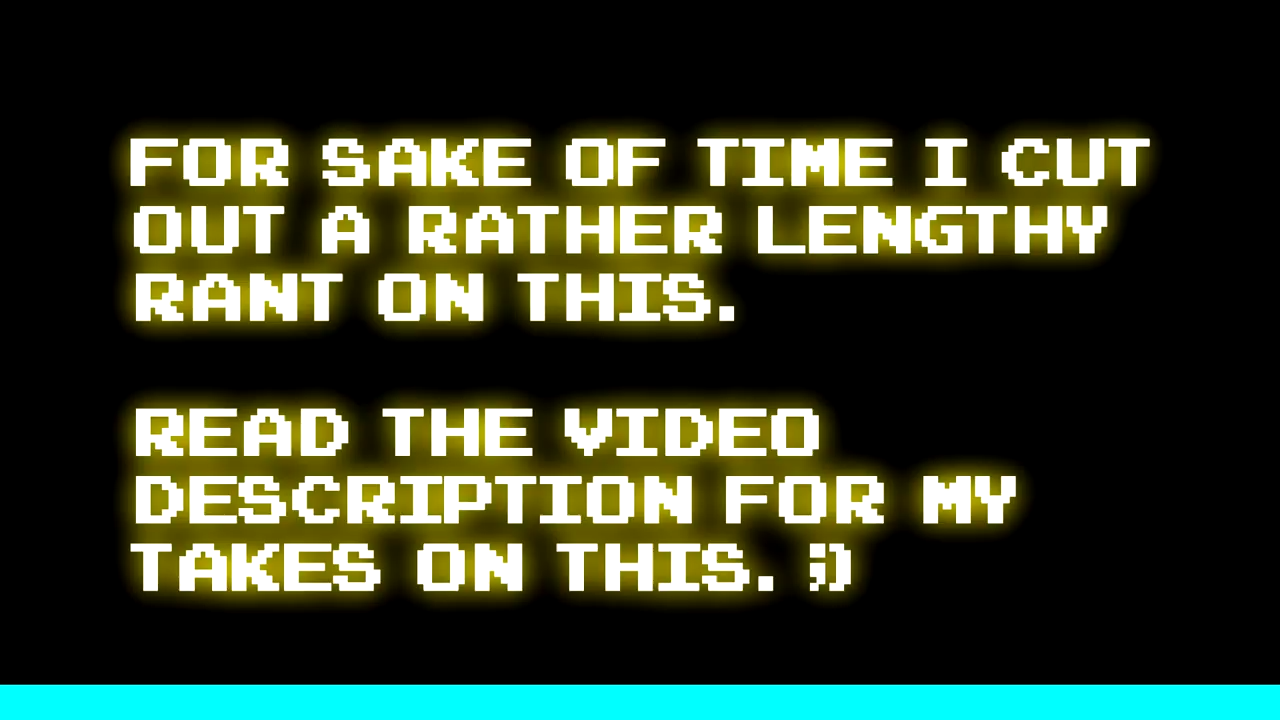 FOR SAKE OF TIME I CUT
OUT A RATHER LENGTHY
RANT ON THIS.
READ THE VIDEO
DESCRIPTION FOR MY
TAKES ON THIS. ;)